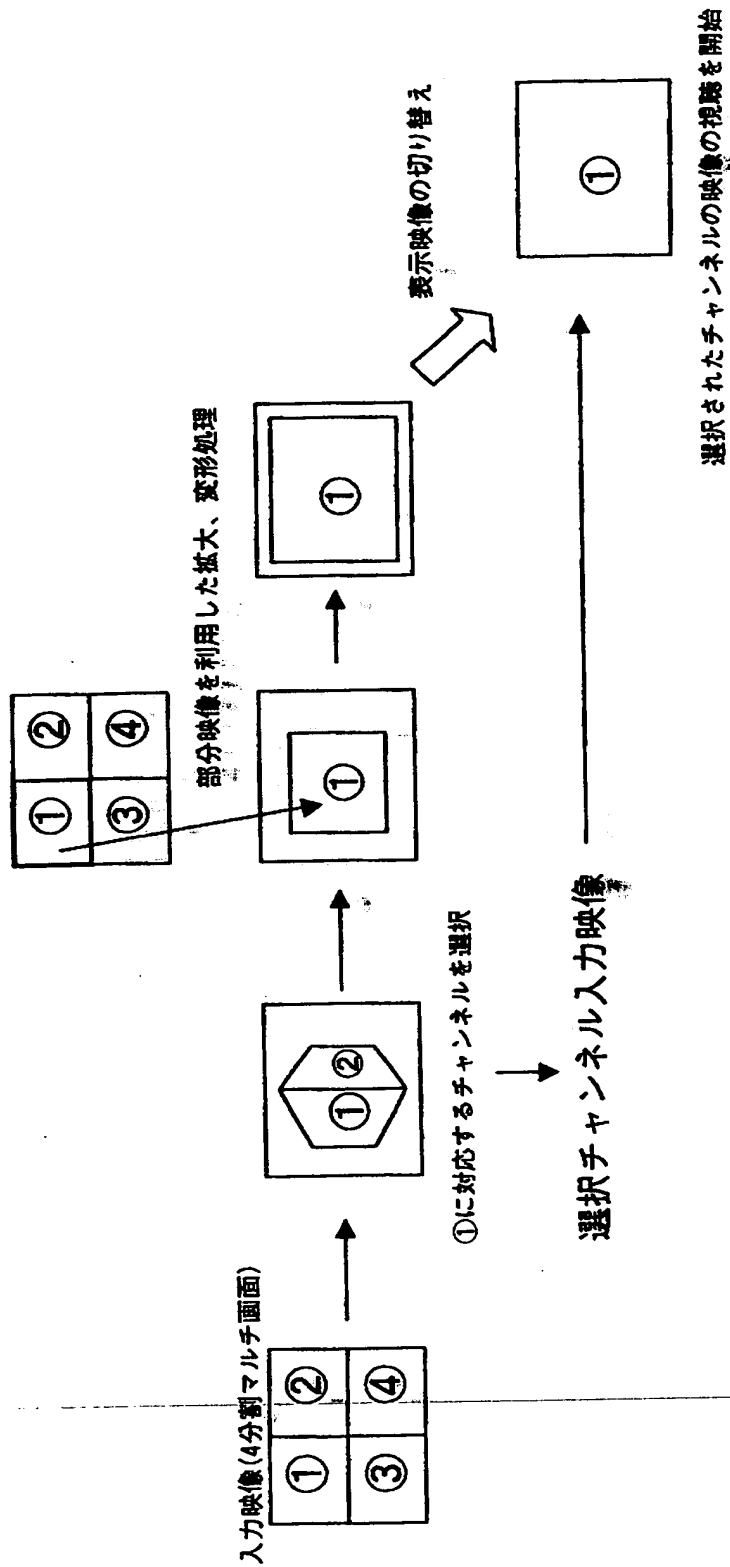 入力映像(4分割マルチ画面)
① ②
③ ④
① ②
①に対応するチャンネルを選択
選択チャンネル入力映像
① ②
③ ④
部分映像を利用した拡大、変形処理
①
①
表示映像の切り替え
①
選択されたチャンネルの映像の視聴を開始